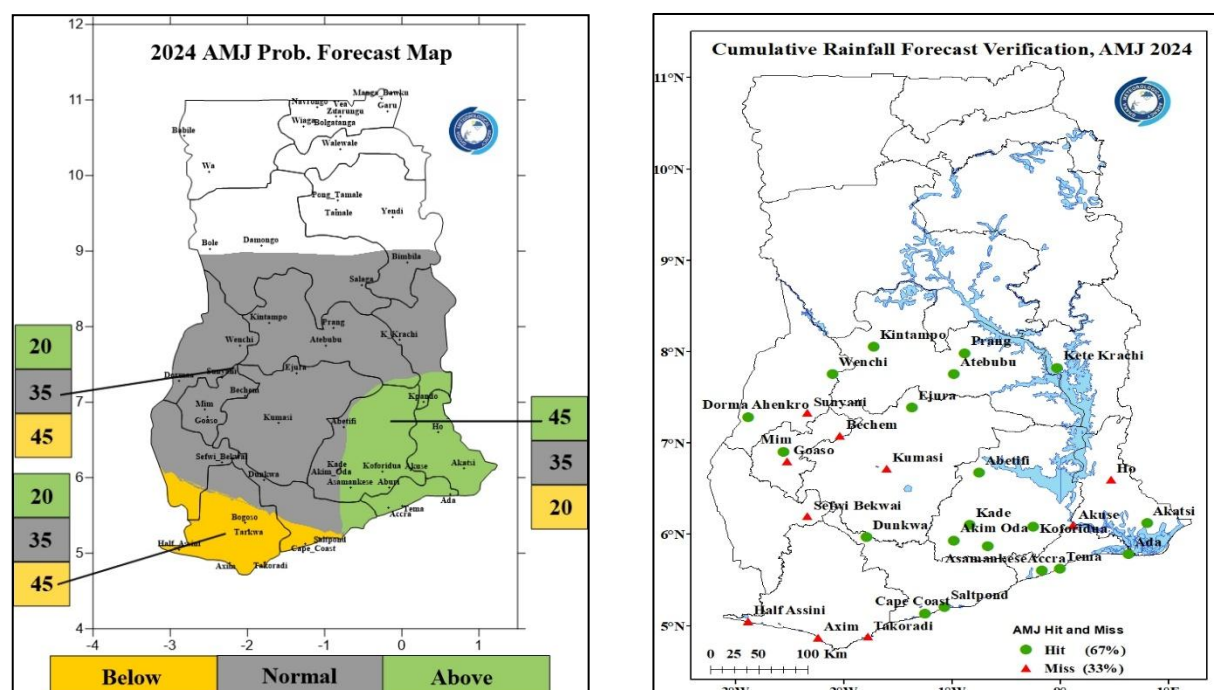 2024 AMJ Prob. Forecast Map
12
11
10
9
8
7
6
5
4
-4
-3
-2
-1
0
1
Manga_Bawku
Navrongo
Vea
Zuarungu
Garu
Wiaga
Bolgatanga
Walewale
Babile
Wa
Pong_Tamale
Tamale
Yendi
Bole
Damongo
Bimbila
Salaga
Kintampo
Prang
Wenchi
Atebubu
K_Krachi
Dormaa
Sunyani
Ejura
Bechem
Kpando
Mim
Goaso
Kumasi
Abetifi
Ho
Sefwi_Bekwai
Dunkwa
Kade
Akim_Oda
Koforidua
Akuse
Akatsi
Asamankese
Aburi
Ada
Tema
Accra
Bogoso
Tarkwa
Half_Assini
Saltpond
Cape_Coast
Axim
Takoradi
20
35
45
20
35
45
45
35
20
Below
Normal
Above
Cumulative Rainfall Forecast Verification, AMJ 2024
11°N
10°N
9°N
8°N
7°N
6°N
5°N
Kintampo
Prang
Wenchi
Atebubu
Kete Krachi
Ejura
Dorma Ahenkro
Sunyani
Bechem
Mim
Goaso
Kumasi
Abetifi
Ho
Sefwi Bekwai
Dunkwa
Kade
Akim Oda
Koforidua
Akuse
Akatsi
Ada
Asamankese
Accra
Tema
Cape Coast
Saltpond
Half Assini
Axim
Takoradi
AMJ Hit and Miss
Hit (67%)
Miss (33%)
0 20 40 60 80 100 Km